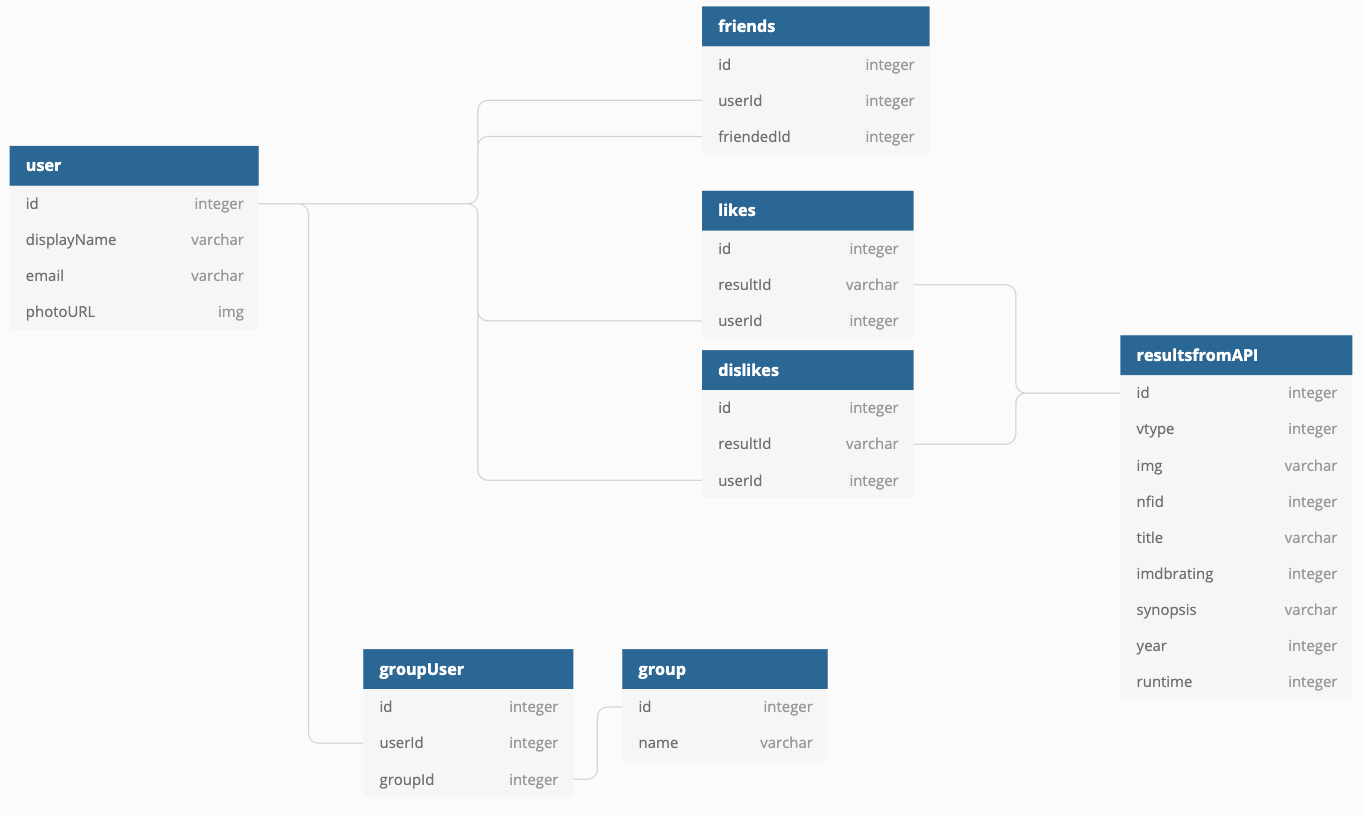 friends
id integer
userId integer
friendedId integer
user
id integer
displayName varchar
email varchar
photoURL img
likes
id integer
resultId varchar
userId integer
dislikes
id integer
resultId varchar
userId integer
resultsfromAPI
id integer
vtype integer
img varchar
nfid integer
title varchar
imdbrating integer
synopsis varchar
year integer
runtime integer
groupUser
id integer
userId integer
groupId integer
group
id integer
name varchar